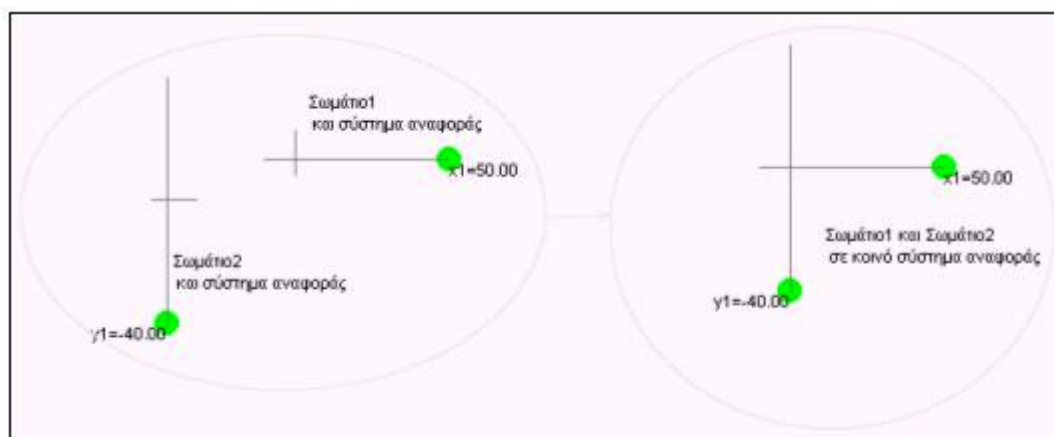 Σωμάτιο1
και σύστημα αναφοράς
x1=50.00
Σωμάτιο2
και σύστημα αναφοράς
y1=-40.00
x1=50.00
Σωμάτιο1 και Σωμάτιο2
σε κοινό σύστημα αναφοράς
y1=-40.00